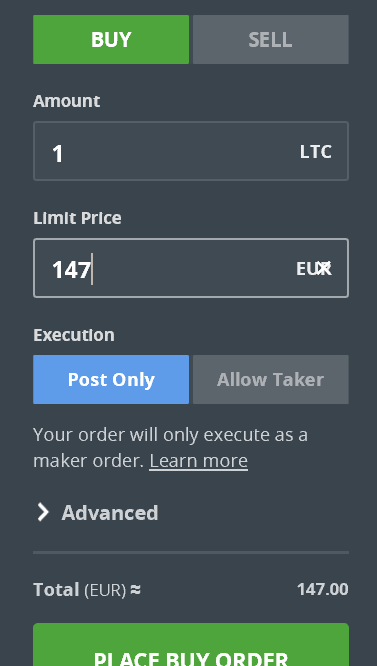 BUY SELL
Amount
1 LTC
Limit Price
147 EUR
Execution
Post Only Allow Taker
Your order will only execute as a
maker order. Learn more
Advanced
Total (EUR) ≈ 147.00
PLACE BUY ORDER